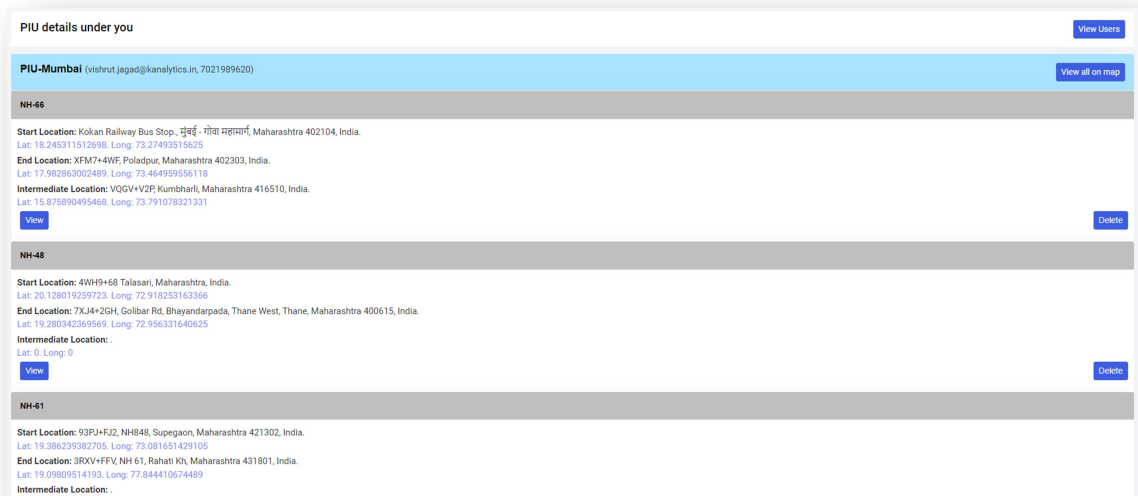 PIU details under you
View Users
PIU-Mumbai (vishrut.jagad@kanalytics.in, 7021989620)
View all on map
NH-66
Start Location: Kokan Railway Bus Stop., मुंबई - गोवा महामार्ग, Maharashtra 402104, India.
Lat: 18.245311512698. Long: 73.27493515625
End Location: XFM7+4WF, Poladpur, Maharashtra 402303, India.
Lat: 17.982863002489. Long: 73.464959556118
Intermediate Location: VQGV+V2P, Kumbharli, Maharashtra 416510, India.
Lat: 15.875890495468. Long: 73.791078321331
View
Delete
NH-48
Start Location: 4WH9+68 Talasari, Maharashtra, India.
Lat: 20.128019259723. Long: 72.918253163366
End Location: 7XJ4+2GH, Golibar Rd, Bhayandarpada, Thane West, Thane, Maharashtra 400615, India.
Lat: 19.280342369569. Long: 72.956331640625
Intermediate Location: .
Lat: 0. Long: 0
View
Delete
NH-61
Start Location: 93PJ+FJ2, NH848, Supegaon, Maharashtra 421302, India.
Lat: 19.386239382705. Long: 73.081651429105
End Location: 3RXV+FFV, NH 61, Rahati Kh, Maharashtra 431801, India.
Lat: 19.09809514193. Long: 77.844410674489
Intermediate Location: .